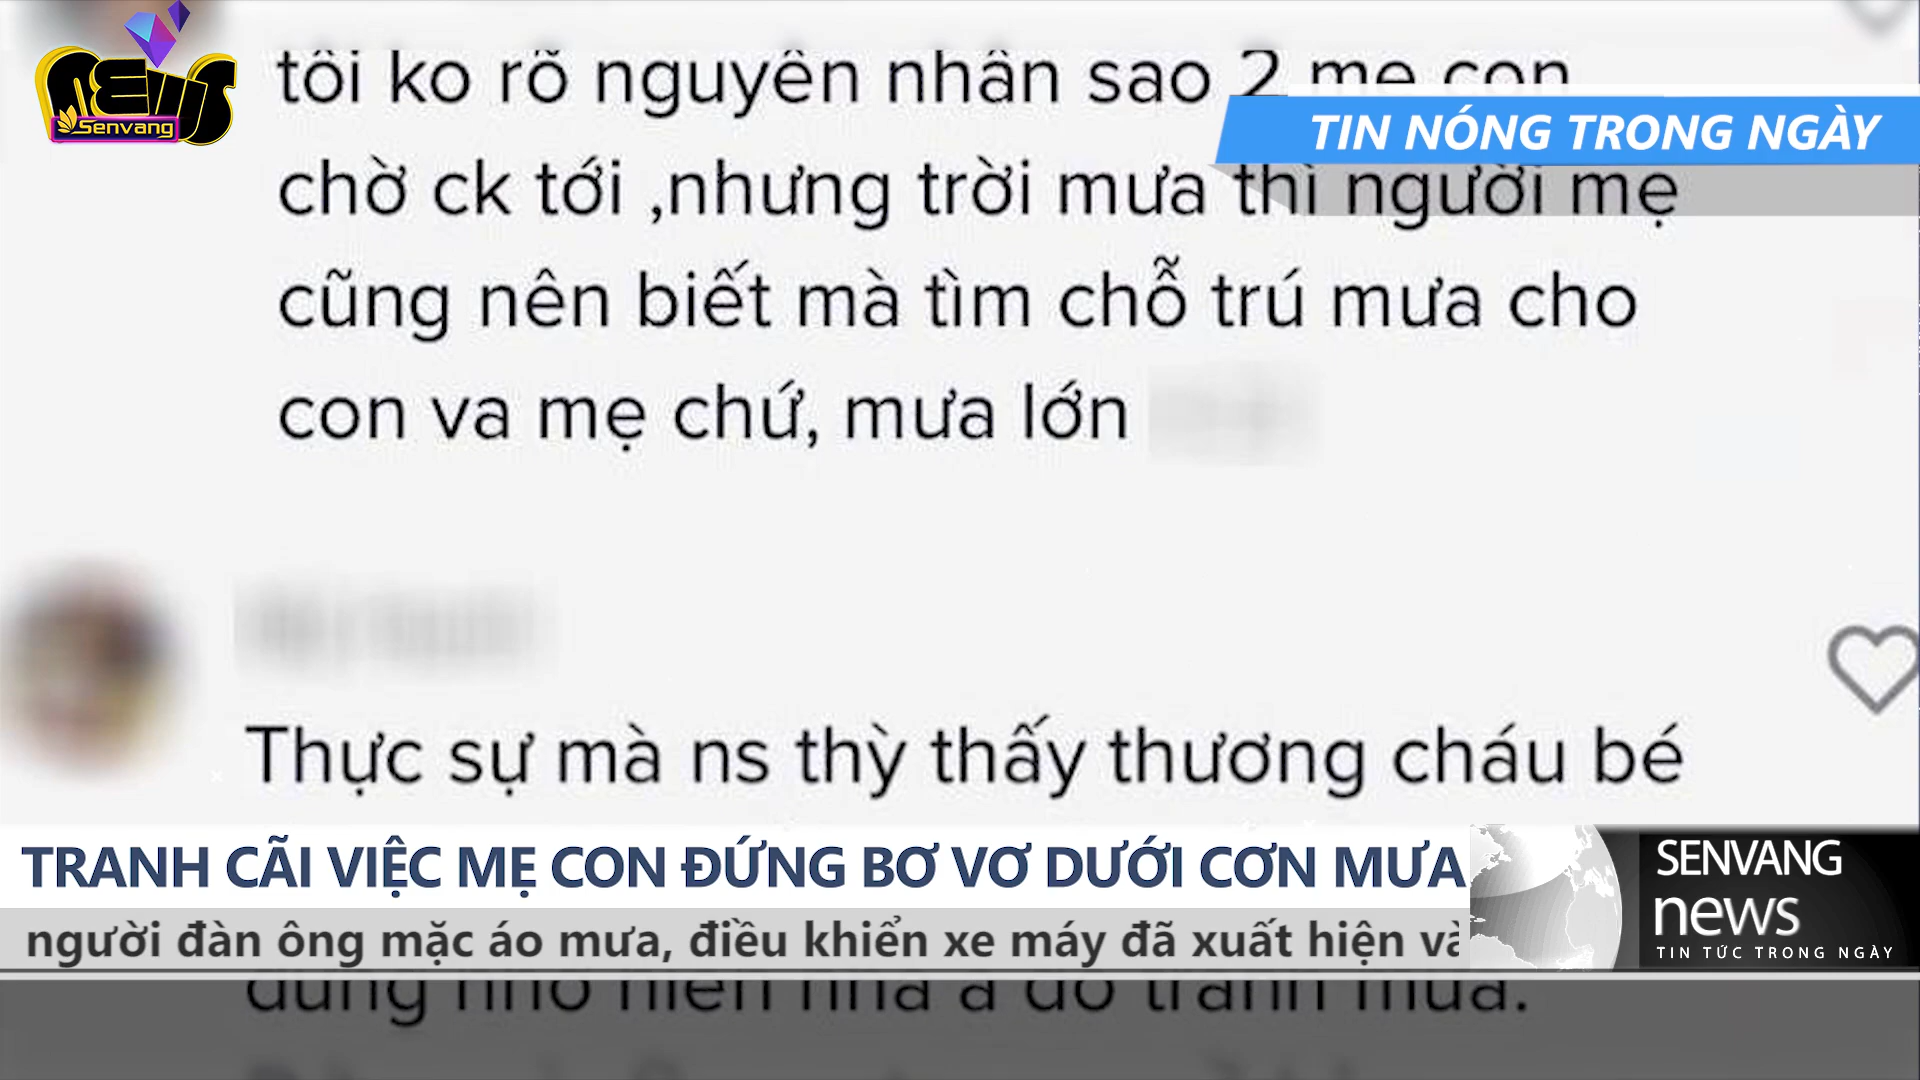 NEWS
Senvang
tôi ko rõ nguyên nhân sao 2 mẹ con
TIN NÓNG TRONG NGÀY
chờ ck tới ,nhưng trời mưa thì người mẹ
cũng nên biết mà tìm chỗ trú mưa cho
con va mẹ chứ, mưa lớn
Thực sự mà ns thỳ thấy thương cháu bé
TRANH CÃI VIỆC MẸ CON ĐỨNG BƠ VƠ DƯỚI CƠN MƯA
người đàn ông mặc áo mưa, điều khiển xe máy đã xuất hiện và
SENVANG
news
TIN TỨC TRONG NGÀY